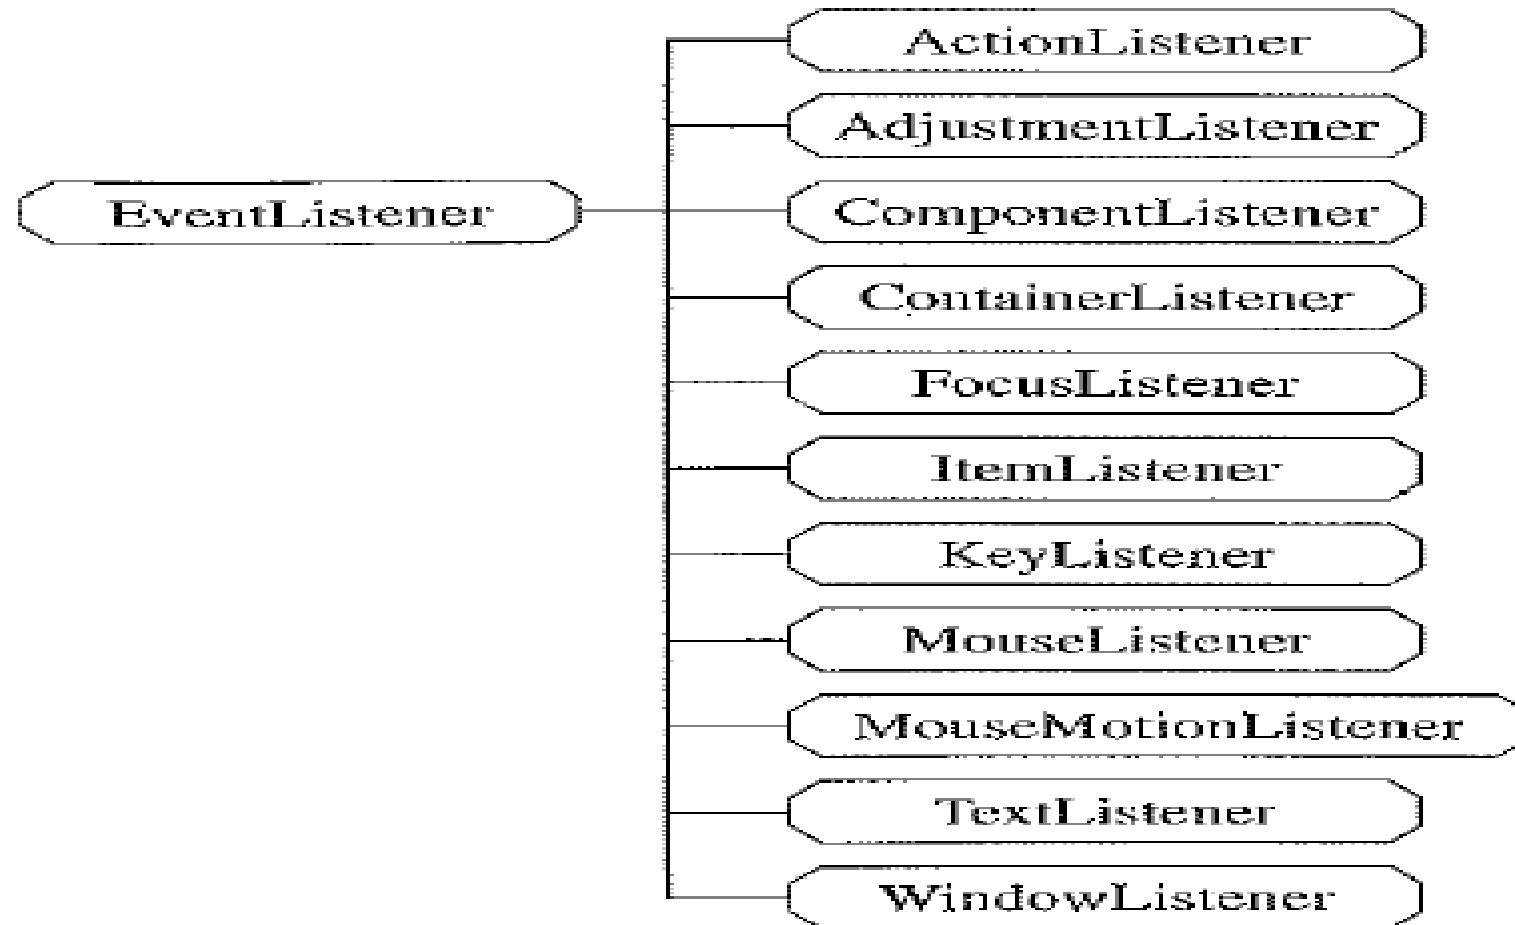 EventListener
ActionListener
AdjustmentListener
ComponentListener
ContainerListener
FocusListener
ItemListener
KeyListener
MouseListener
MouseMotionListener
TextListener
WindowListener